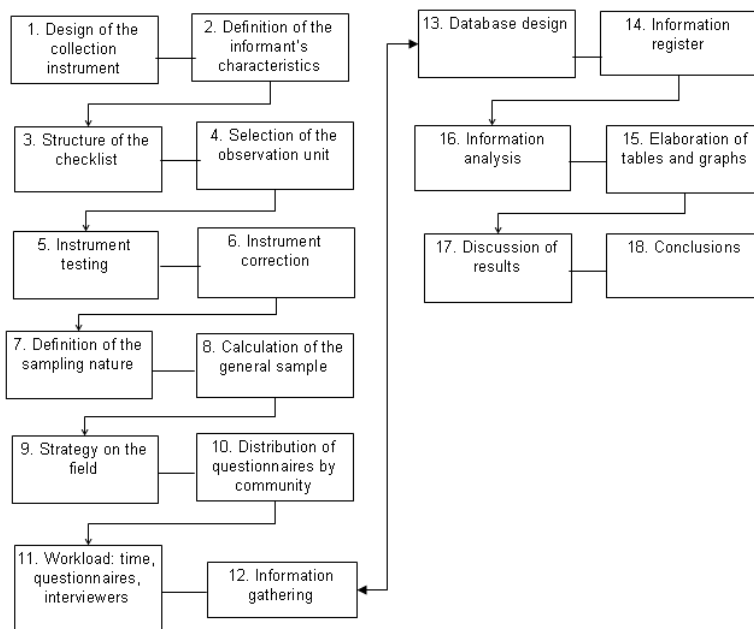 1. Design of the
collection
instrument
2. Definition of the
informant's
characteristics
3. Structure of the
checklist
4. Selection of the
observation unit
5. Instrument
testing
6. Instrument
correction
7. Definition of the
sampling nature
8. Calculation of the
general sample
9. Strategy on the
field
10. Distribution of
questionnaires by
community
11. Workload: time,
questionnaires,
interviewers
12. Information
gathering
13. Database design
14. Information
register
16. Information
analysis
15. Elaboration of
tables and graphs
17. Discussion of
results
18. Conclusions